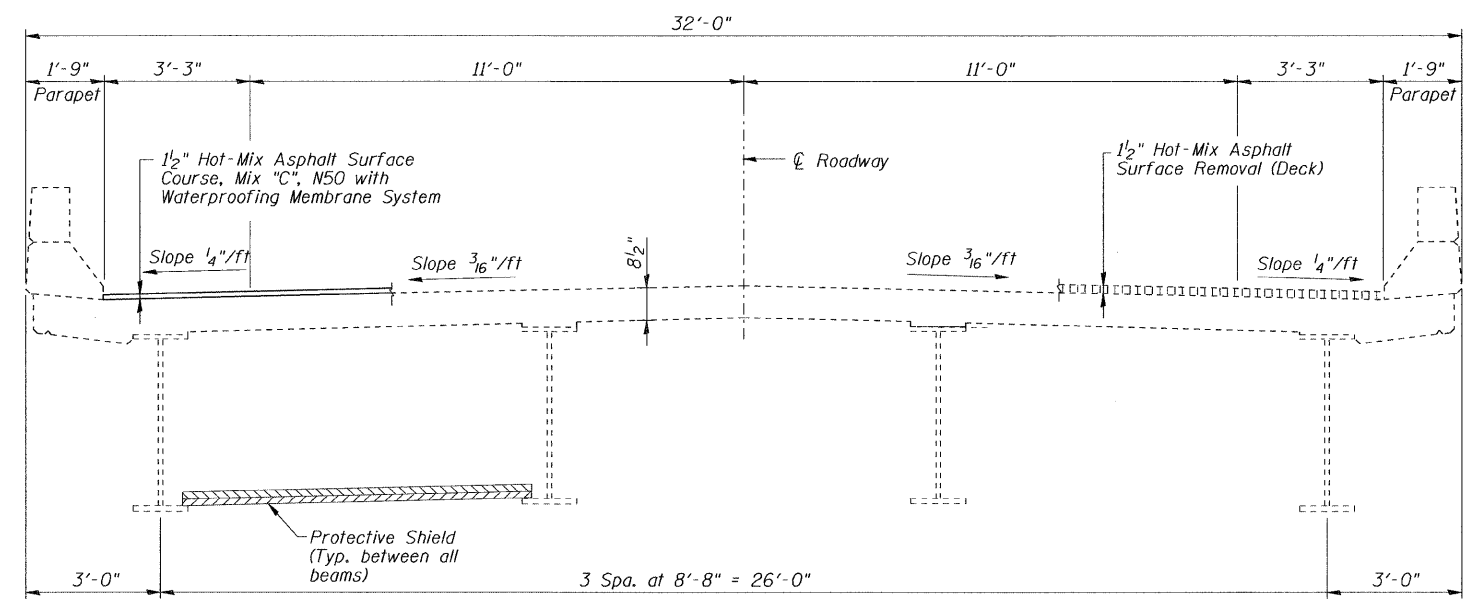 32'-0"
1'-9" 3'-3" 11'-0" 11'-0" 3'-3" 1'-9"
Parapet Parapet
1½" Hot-Mix Asphalt Surface
Course, Mix "C", N50 with
Waterproofing Membrane System
℄ Roadway
1½" Hot-Mix Asphalt
Surface Removal (Deck)
Slope ¼"/ft
Slope 3/16"/ft
8½"
Slope 3/16"/ft
Slope ¼"/ft
Protective Shield
(Typ. between all
beams)
3'-0" 3 Spa. at 8'-8" = 26'-0" 3'-0"